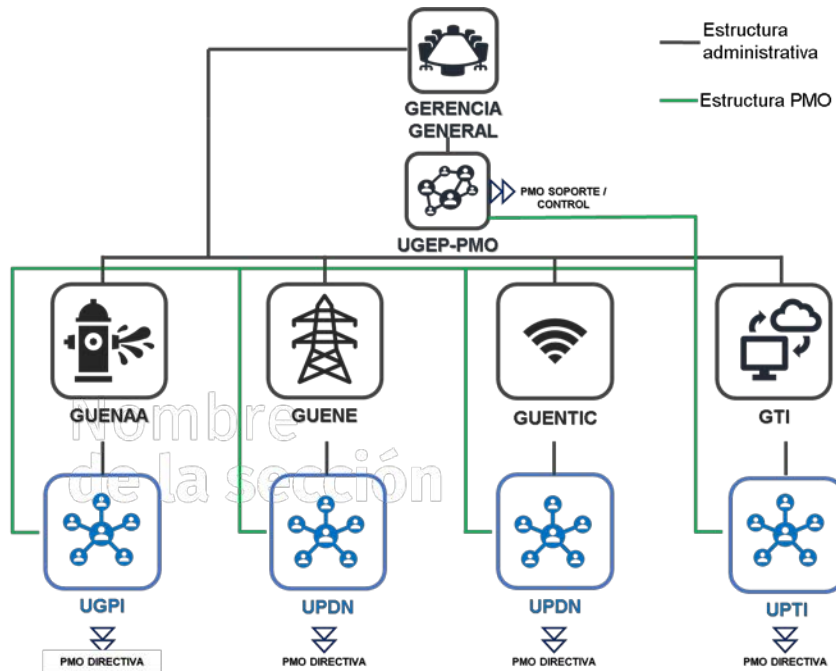 Estructura
administrativa
Estructura PMO
GERENCIA
GENERAL
PMO SOPORTE /
CONTROL
UGEP-PMO
GUENAA
GUENE
GUENTIC
GTI
Nombre
de la sección
UGPI
UPDN
UPDN
UPTI
PMO DIRECTIVA
PMO DIRECTIVA
PMO DIRECTIVA
PMO DIRECTIVA